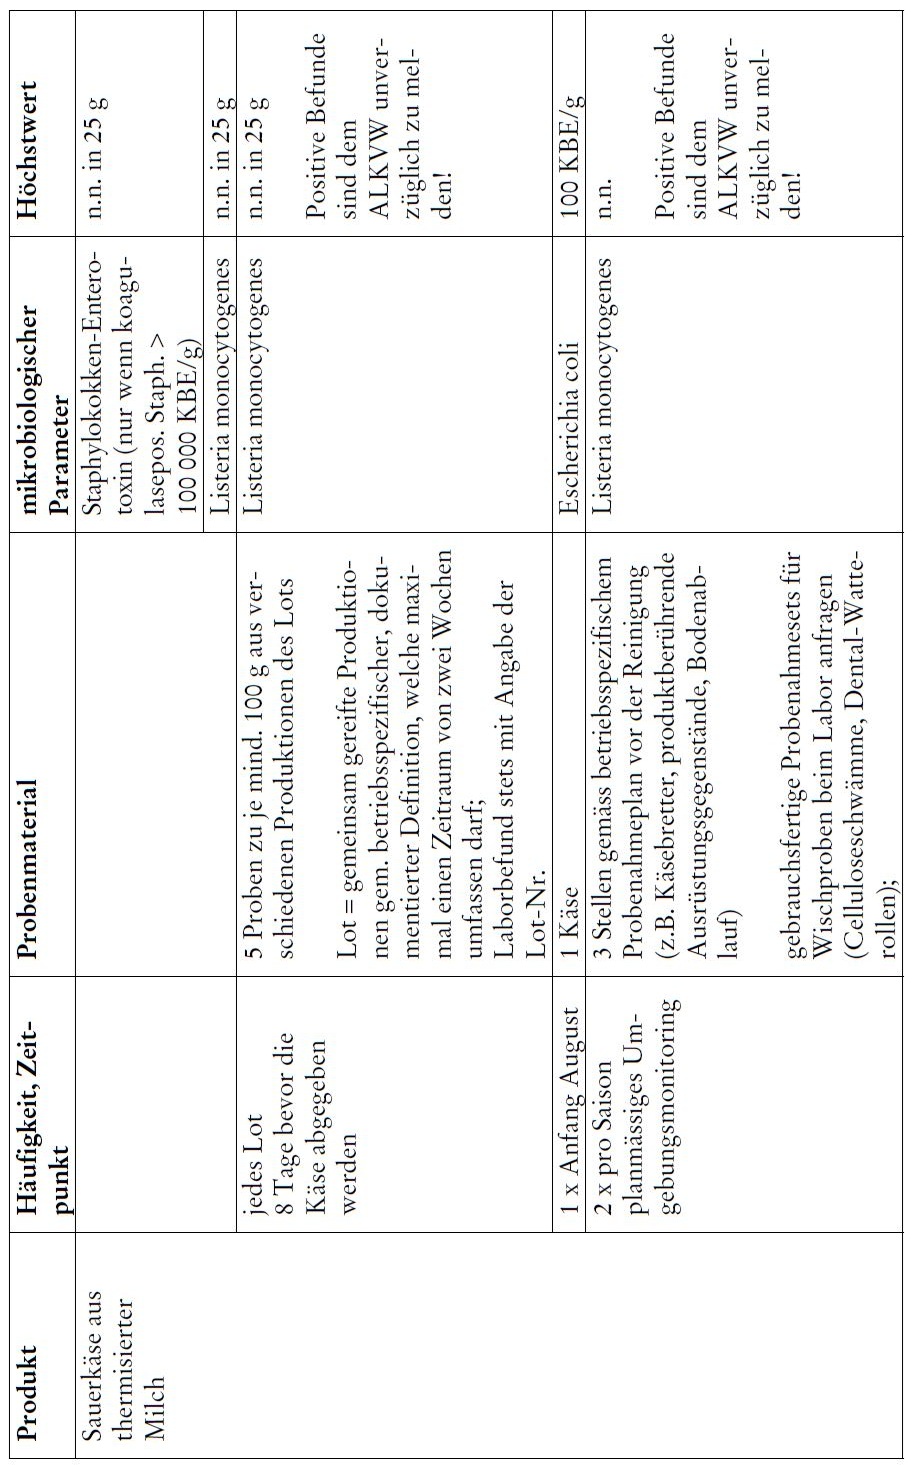 Produkt
Häufigkeit, Zeit-
punkt
Probenmaterial
mikrobiologischer
Parameter
Höchstwert
Sauerkäse aus
thermisierter
Milch
Staphylokokken-Entero-
toxin (nur wenn koagu-
lasepos. Staph. >
100 000 KBE/g)
n.n. in 25 g
Listeria monocytogenes
n.n. in 25 g
jedes Lot
8 Tage bevor die
Käse abgegeben
werden
5 Proben zu je mind. 100 g aus ver-
schiedenen Produktionen des Lots
Lot = gemeinsam gereifte Produktio-
nen gem. betriebsspezifischer, doku-
mentierter Definition, welche maxi-
mal einen Zeitraum von zwei Wochen
umfassen darf;
Laborbefund stets mit Angabe der
Lot-Nr.
Listeria monocytogenes
n.n. in 25 g
Positive Befunde
sind dem
ALKVW unver-
züglich zu mel-
den!
1 x Anfang August
1 Käse
Escherichia coli
100 KBE/g
2 x pro Saison
planmässiges Um-
gebungsmonitoring
3 Stellen gemäss betriebsspezifischem
Probenahmeplan vor der Reinigung
(z.B. Käsebretter, produktberührende
Ausrüstungsgegenstände, Bodenab-
lauf)
gebrauchsfertige Probenahmesets für
Wischproben beim Labor anfragen
(Celluloseschwämme, Dental-Watte-
rollen);
Listeria monocytogenes
n.n.
Positive Befunde
sind dem
ALKVW unver-
züglich zu mel-
den!